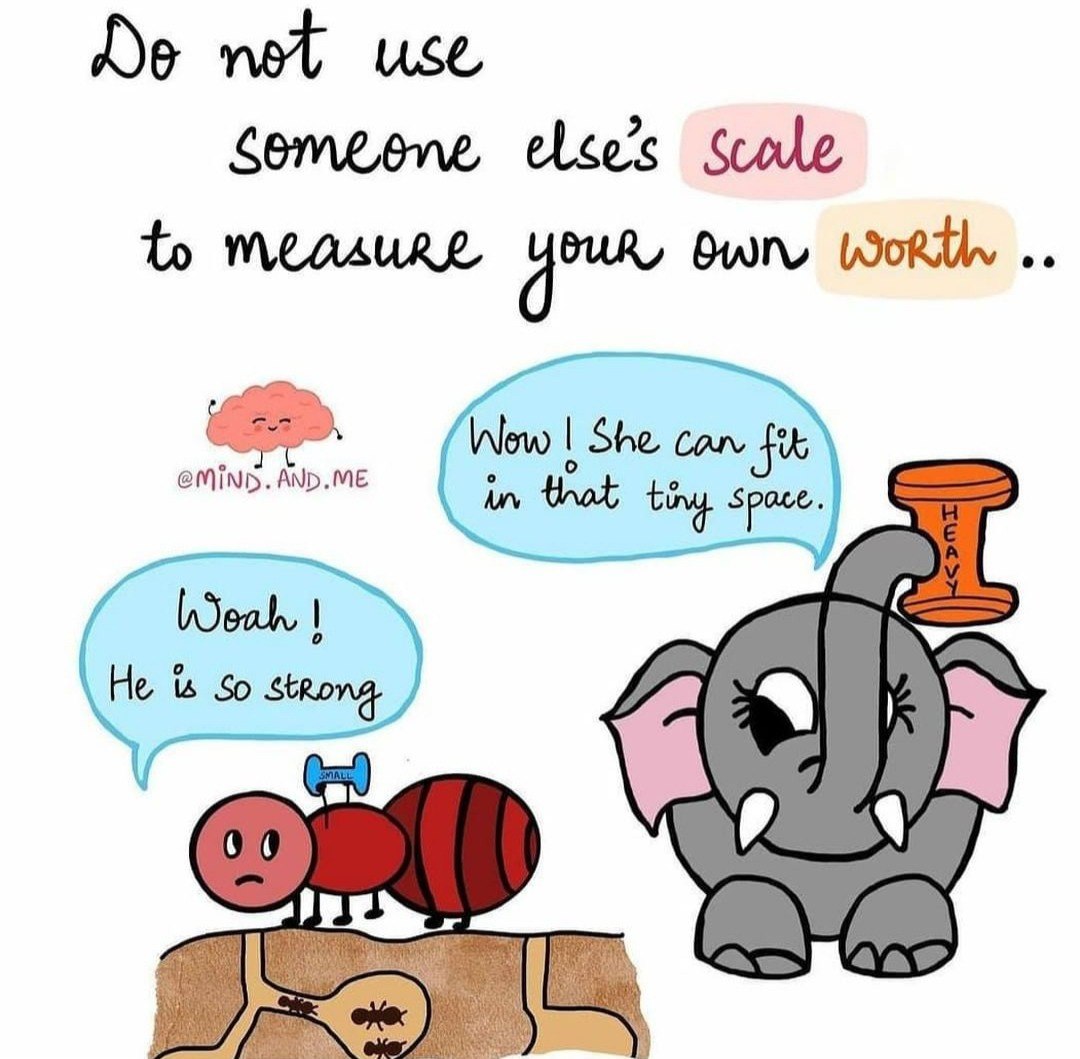 Do not use
someone else's scale
to measure your own worth..
@MIND.AND.ME
Wow! She can fit
in that tiny space.
HEAVY
Woah!
He is so strong
SMALL